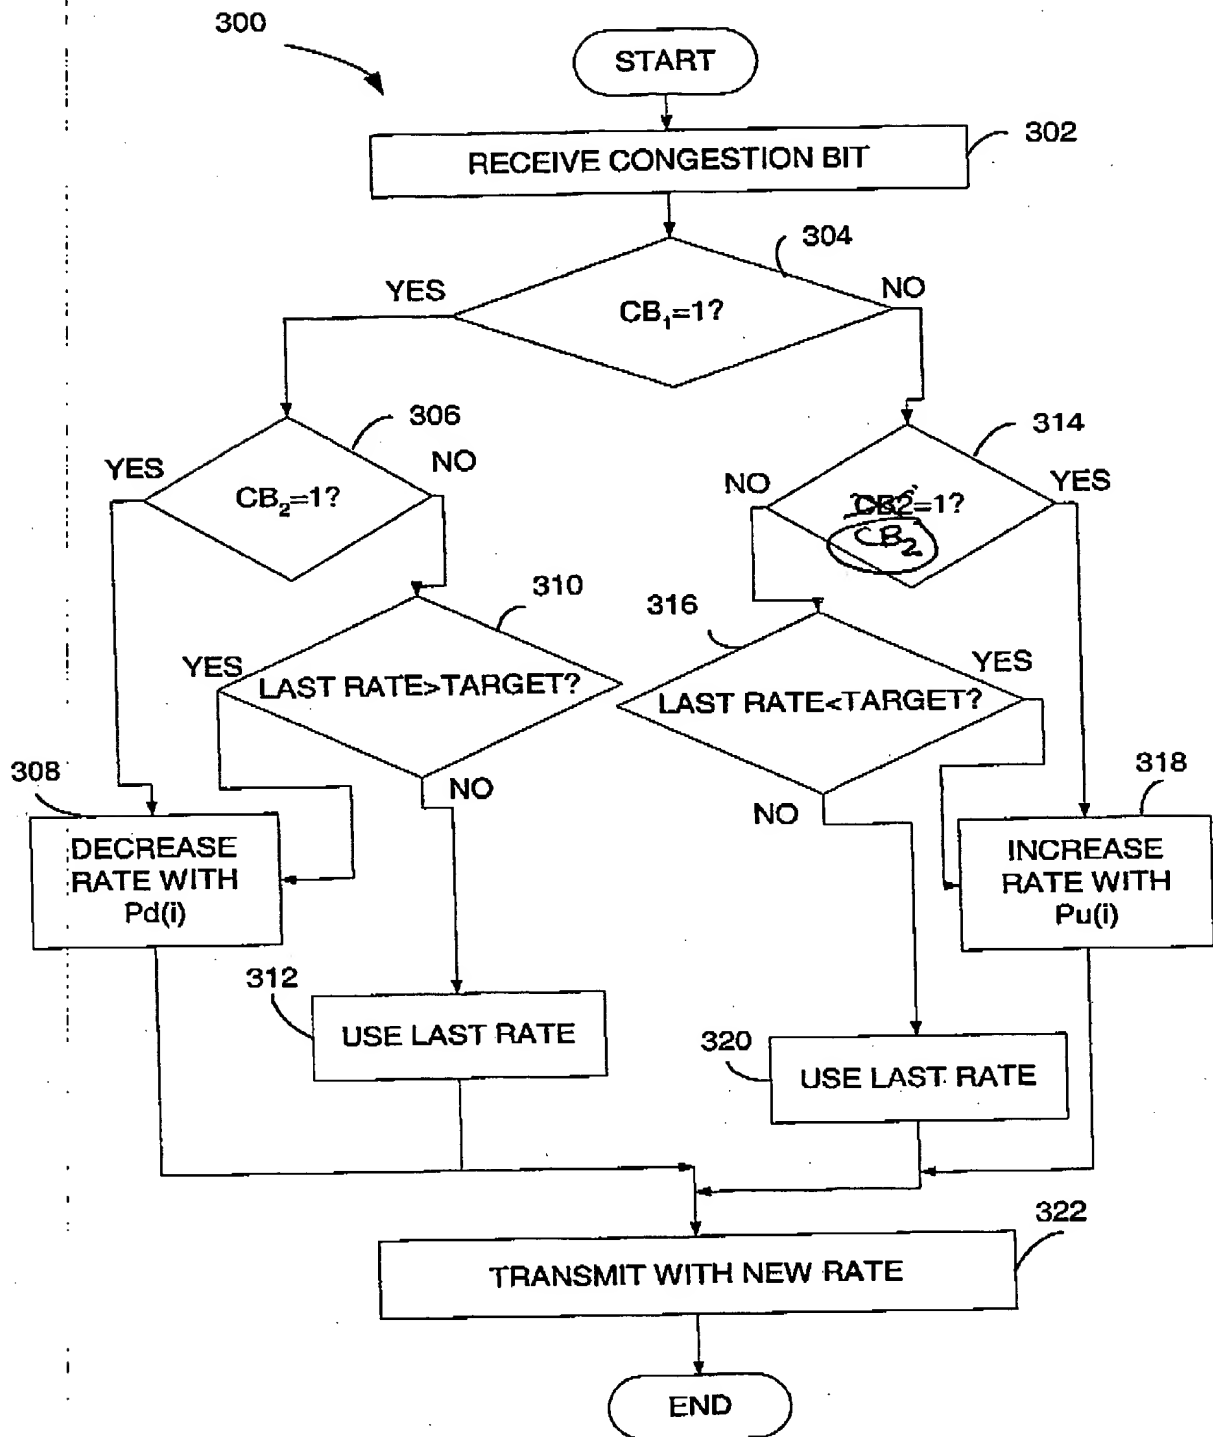 300
START
302
RECEIVE CONGESTION BIT
304
YES
NO
CB₁=1?
306
314
YES
NO
NO
YES
CB₂=1?
CB2=1?
CB₂
310
316
YES
YES
LAST RATE>TARGET?
LAST RATE<TARGET?
308
NO
NO
318
DECREASE
RATE WITH
Pd(i)
INCREASE
RATE WITH
Pu(i)
312
USE LAST RATE
320
USE LAST RATE
322
TRANSMIT WITH NEW RATE
END